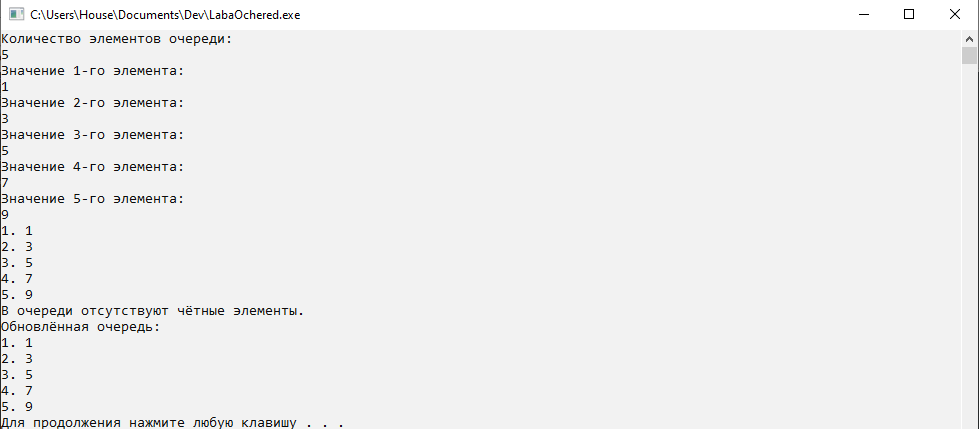 C:\Users\House\Documents\Dev\LabaOchered.exe
Количество элементов очереди:
5
Значение 1-го элемента:
1
Значение 2-го элемента:
3
Значение 3-го элемента:
5
Значение 4-го элемента:
7
Значение 5-го элемента:
9
1. 1
2. 3
3. 5
4. 7
5. 9
В очереди отсутствуют чётные элементы.
Обновлённая очередь:
1. 1
2. 3
3. 5
4. 7
5. 9
Для продолжения нажмите любую клавишу . . .